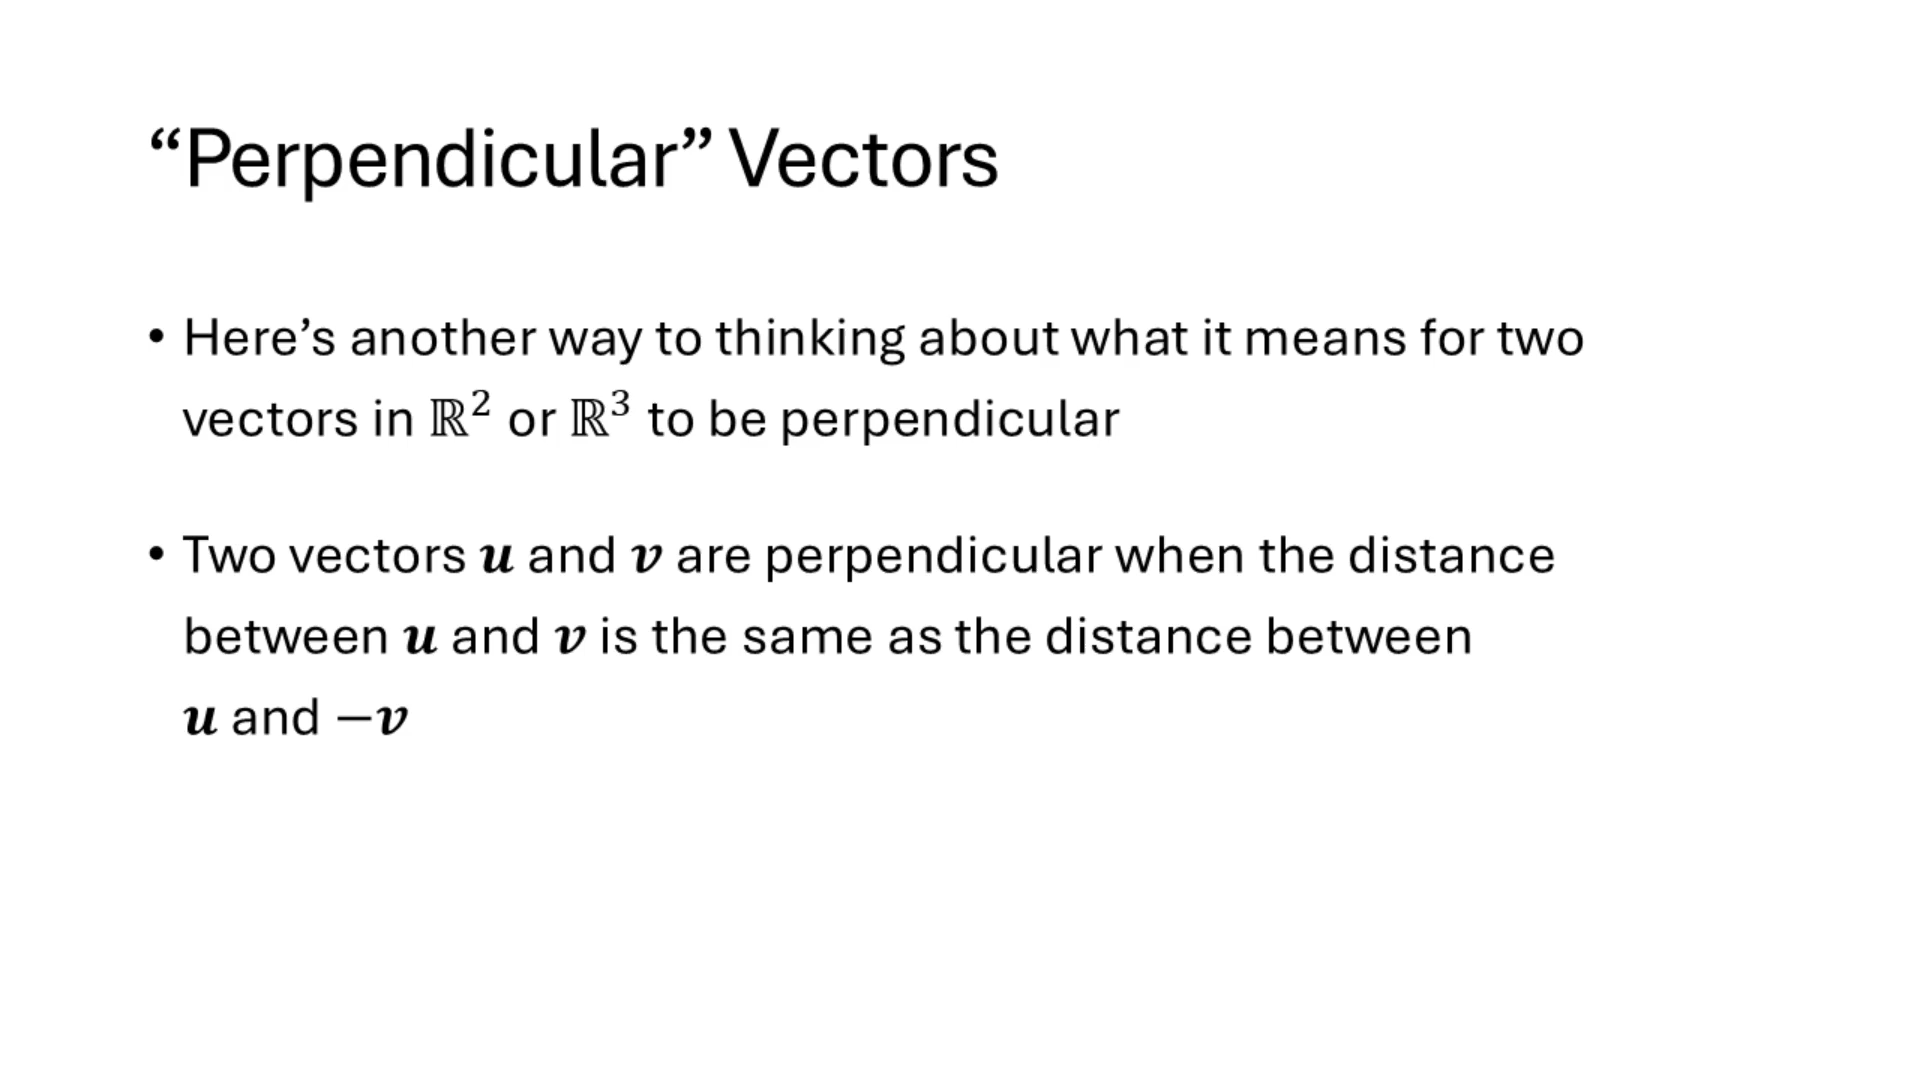 “Perpendicular” Vectors
• Here’s another way to thinking about what it means for two
vectors in ℝ² or ℝ³ to be perpendicular
• Two vectors 𝒖 and 𝒗 are perpendicular when the distance
between 𝒖 and 𝒗 is the same as the distance between
𝒖 and −𝒗